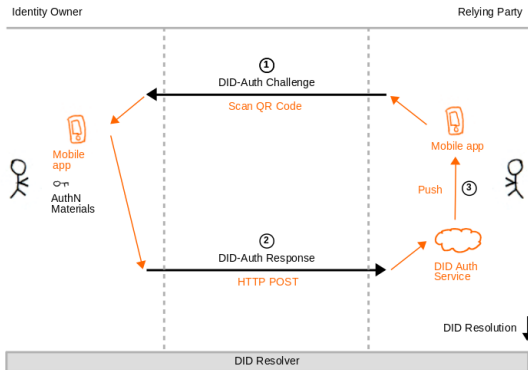 Identity Owner
Relying Party
1
DID-Auth Challenge
Scan QR Code
Mobile
app
AuthN
Materials
Mobile app
Push
3
2
DID-Auth Response
HTTP POST
DID Auth
Service
DID Resolution
DID Resolver